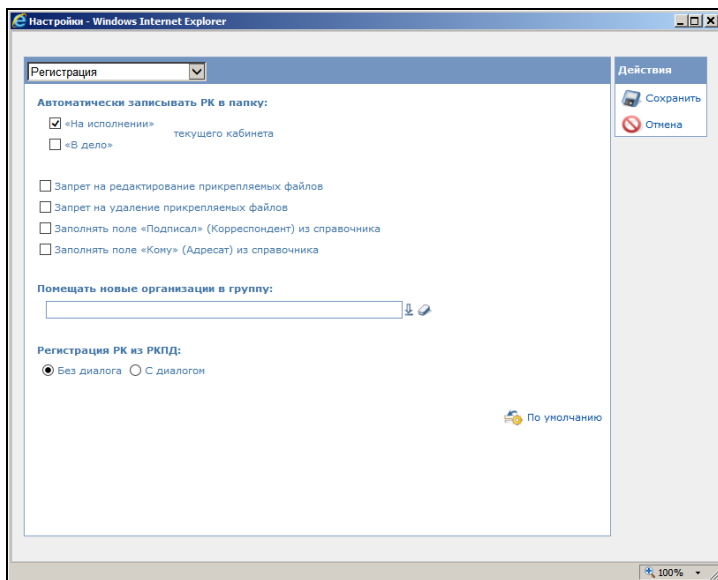 Настройки - Windows Internet Explorer
Регистрация
Действия
Сохранить
Отмена
Автоматически записывать РК в папку:
«На исполнении»
текущего кабинета
«В дело»
Запрет на редактирование прикрепляемых файлов
Запрет на удаление прикрепляемых файлов
Заполнять поле «Подписал» (Корреспондент) из справочника
Заполнять поле «Кому» (Адресат) из справочника
Помещать новые организации в группу:
Регистрация РК из РКПД:
Без диалога С диалогом
По умолчанию
100%